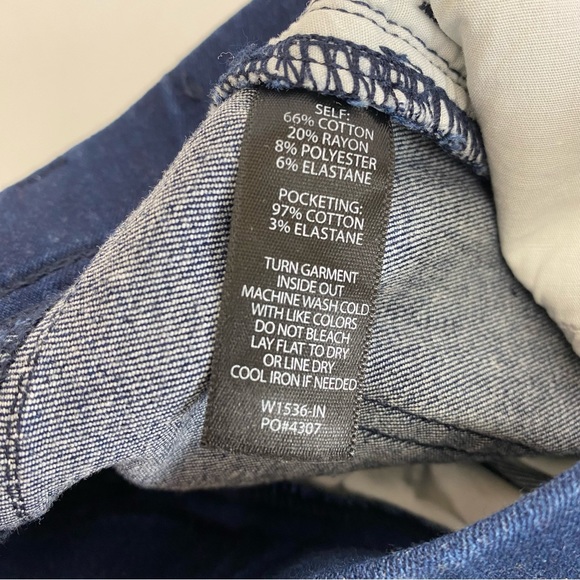 SELF:
66% COTTON
20% RAYON
8% POLYESTER
6% ELASTANE
POCKETING:
97% COTTON
3% ELASTANE
TURN GARMENT
INSIDE OUT
MACHINE WASH COLD
WITH LIKE COLORS
DO NOT BLEACH
LAY FLAT TO DRY
OR LINE DRY
COOL IRON IF NEEDED
W1536-IN
PO#4307